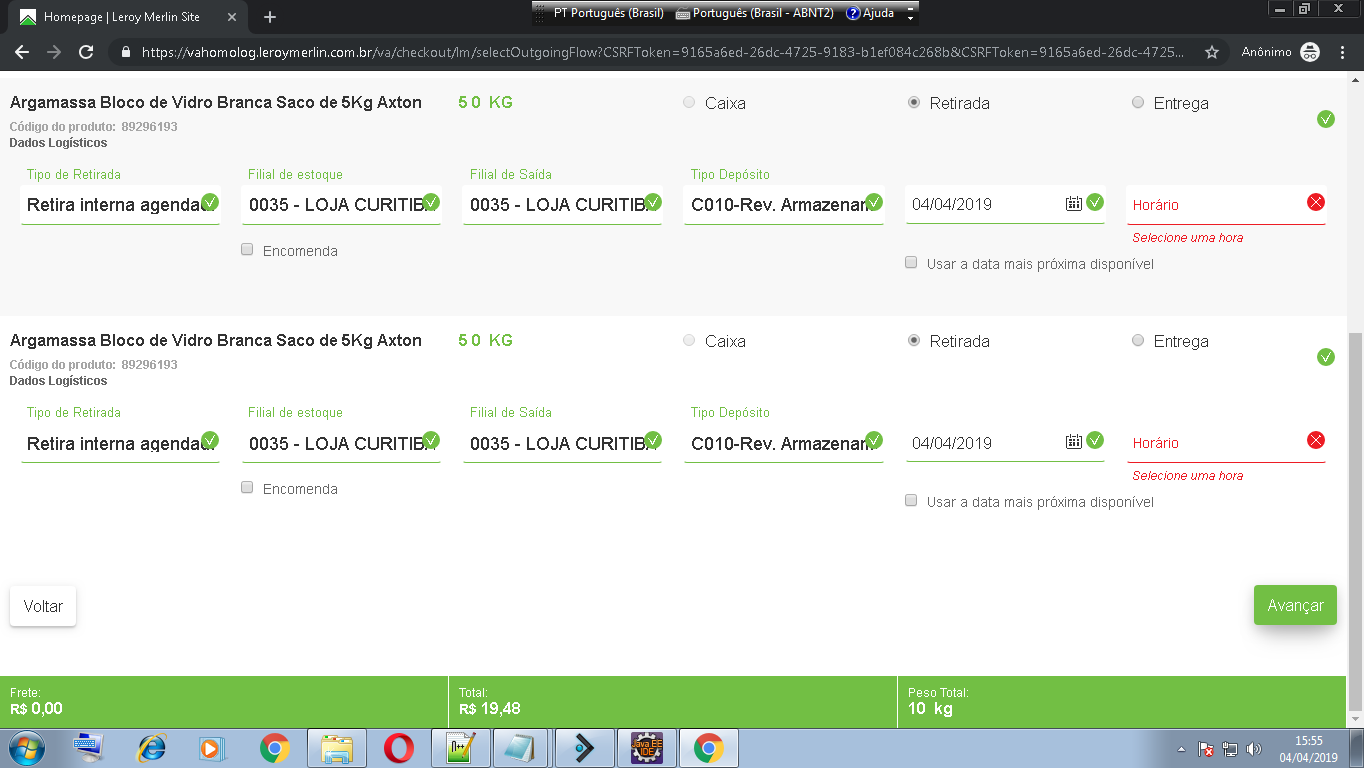 Homepage | Leroy Merlin Site
PT Português (Brasil) Português (Brasil - ABNT2) Ajuda
https://vahomolog.leroymerlin.com.br/va/checkout/lm/selectOutgoingFlow?CSRFToken=9165a6ed-26dc-4725-9183-b1ef084c268b&CSRFToken=9165a6ed-26dc-4725... Anônimo
Argamassa Bloco de Vidro Branca Saco de 5Kg Axton 5 0 KG Caixa Retirada Entrega
Código do produto: 89296193
Dados Logísticos
Tipo de Retirada Filial de estoque Filial de Saída Tipo Depósito
Retira interna agenda 0035 - LOJA CURITIB 0035 - LOJA CURITIB C010-Rev. Armazenam 04/04/2019 Horário
Selecione uma hora
Encomenda
Usar a data mais próxima disponível
Argamassa Bloco de Vidro Branca Saco de 5Kg Axton 5 0 KG Caixa Retirada Entrega
Código do produto: 89296193
Dados Logísticos
Tipo de Retirada Filial de estoque Filial de Saída Tipo Depósito
Retira interna agenda 0035 - LOJA CURITIB 0035 - LOJA CURITIB C010-Rev. Armazenam 04/04/2019 Horário
Selecione uma hora
Encomenda
Usar a data mais próxima disponível
Voltar Avançar
Frete: Total: Peso Total:
R$ 0,00 R$ 19,48 10 kg
Java EE
IDE
15:55
04/04/2019